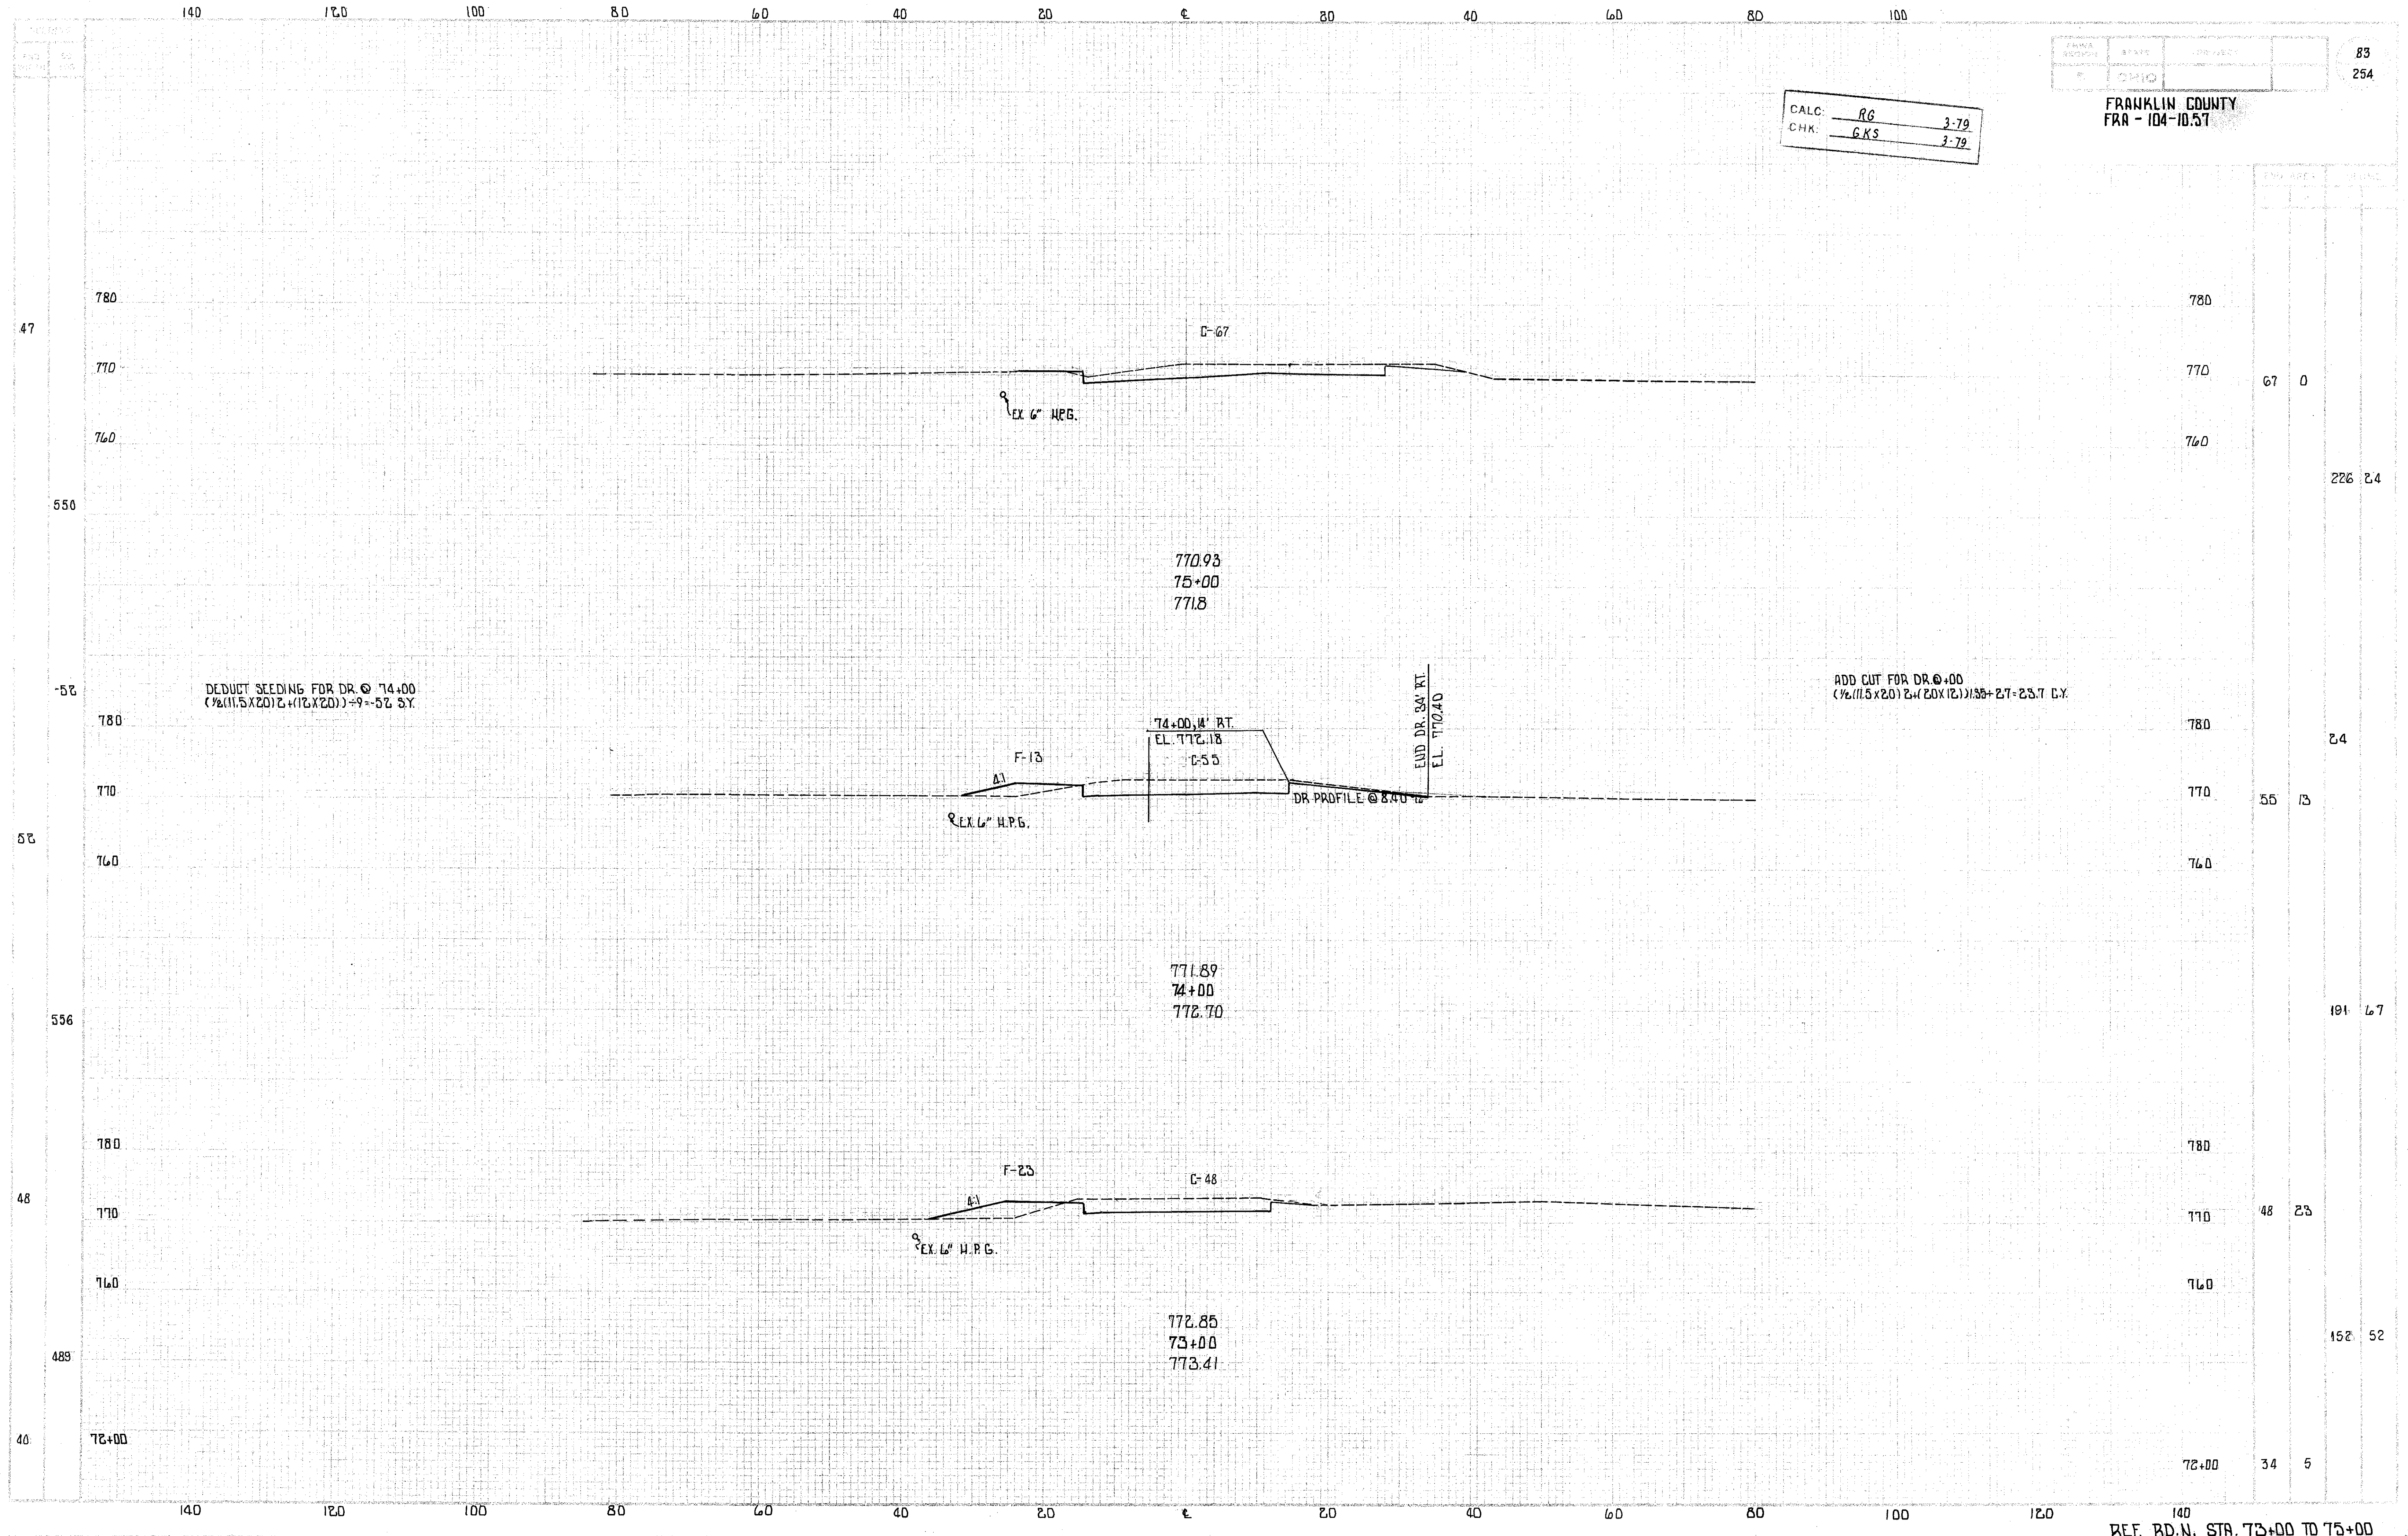 140 120 100 80 60 40 20 ℄ 20 40 60 80 100
83
254
OHIO
FRANKLIN COUNTY
FRA - 104-10.57
CALC: RG 3-79
CHK: GKS 3-79
780 780
47
C-67
770 770
67 0
EX. 6" H.P.G.
760 760
226 24
550
770.93
75+00
771.8
-52
DEDUCT SEEDING FOR DR. @ 74+00
(½(11.5X20)2+(12X20))÷9=-52 S.Y.
ADD CUT FOR DR.@+00
(½(11.5X20)2+(20X12))1.35÷27=23.7 C.Y.
780 780
74+00, 14' RT.
EL. 772.18
END DR. 34' RT.
EL. 770.40
24
F-13
C-55
4:1
770 770
DR PROFILE @ 8.40 %
55 13
EX. 6" H.P.G.
52
760 760
771.89
74+00
772.70
556
191 67
780 780
F-23
C-48
48
4:1
770 770
48 23
EX. 6" H.P.G.
760 760
772.85
73+00
773.41
489
152 52
40
72+00
72+00 34 5
140 120 100 80 60 40 20 ℄ 20 40 60 80 100 120 140
REF. RD.N. STA. 73+00 TO 75+00